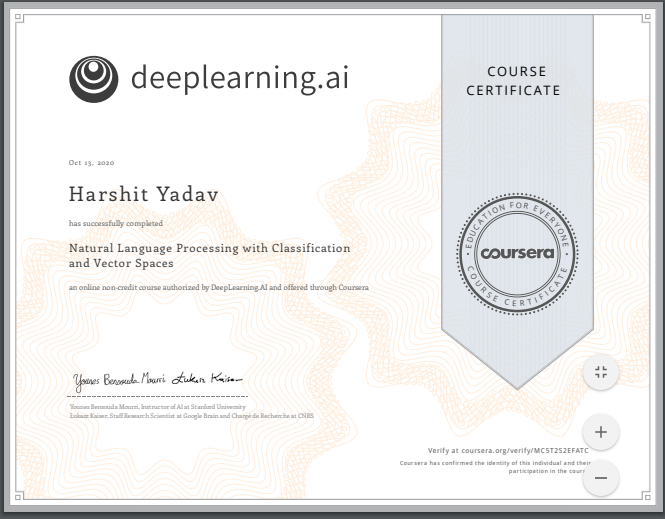 deeplearning.ai
COURSE
CERTIFICATE
Oct 13, 2020
Harshit Yadav
has successfully completed
Natural Language Processing with Classification
and Vector Spaces
an online non-credit course authorized by DeepLearning.AI and offered through Coursera
EDUCATION FOR EVERYONE
coursera
COURSE CERTIFICATE
Younes Bensouda Mourri Łukasz Kaiser
Younes Bensouda Mourri, Instructor of AI at Stanford University
Łukasz Kaiser, Staff Research Scientist at Google Brain and Chargé de Recherche at CNRS
Verify at coursera.org/verify/MC5T2S2EFATC
Coursera has confirmed the identity of this individual and their
participation in the